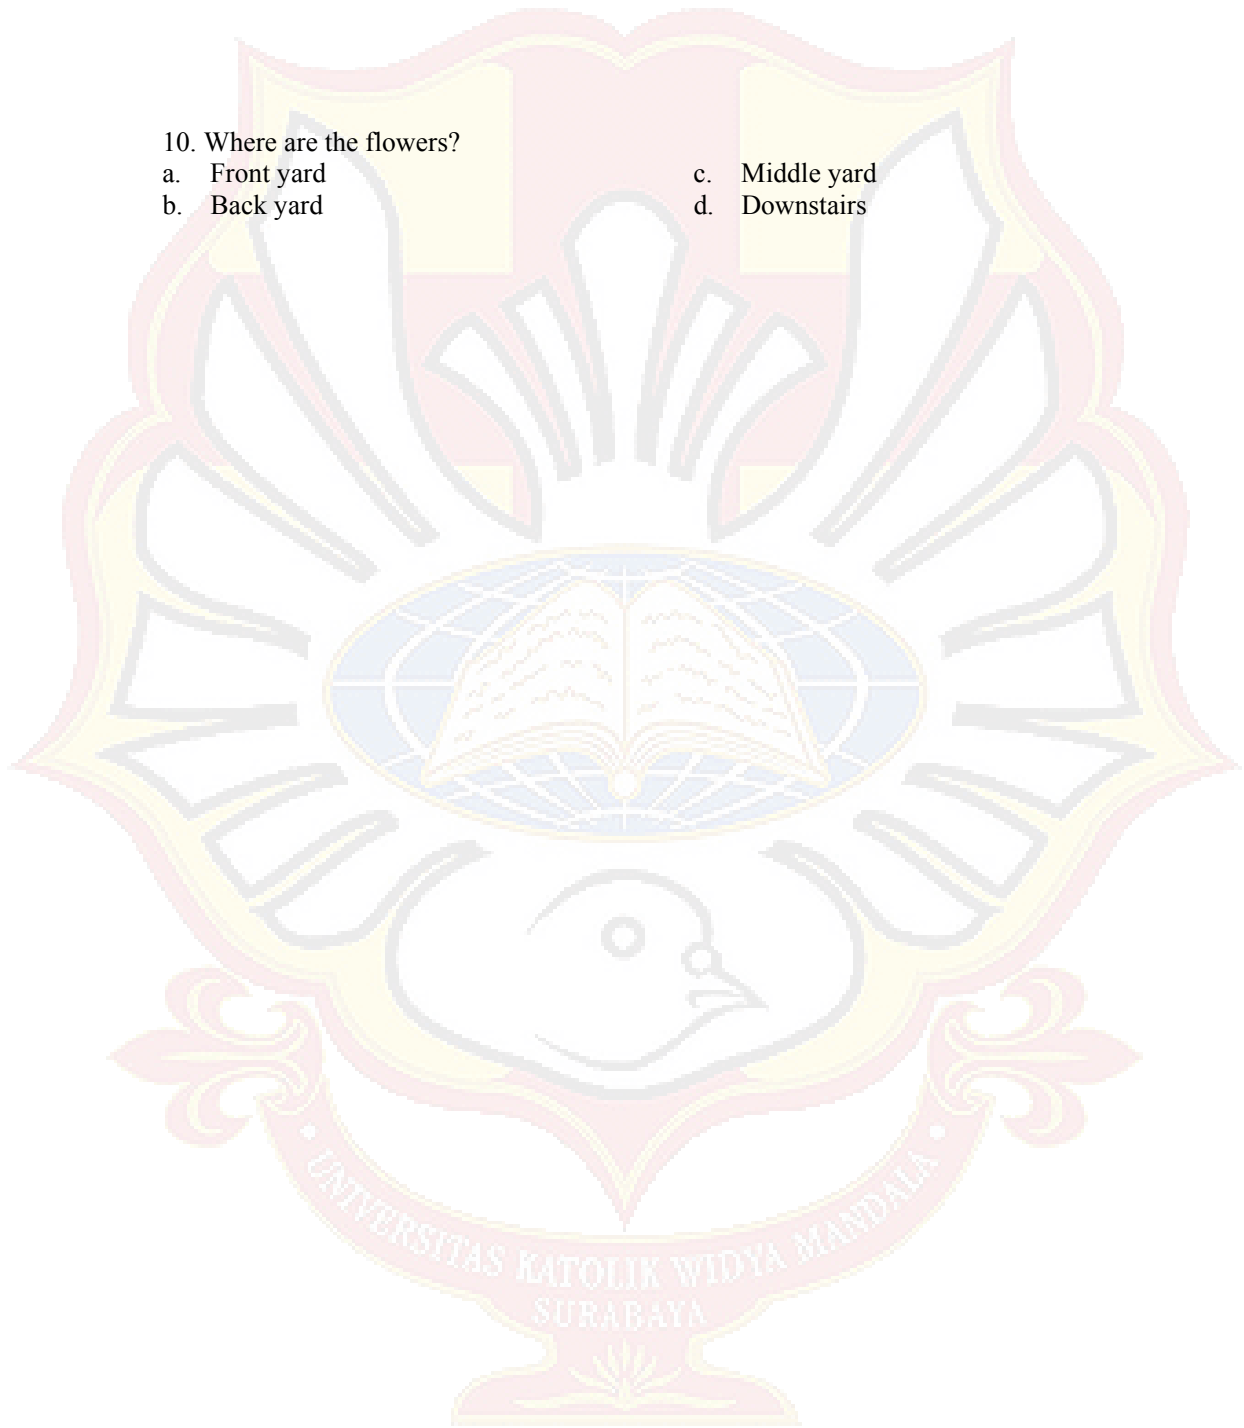 10. Where are the flowers?
a. Front yard c. Middle yard
b. Back yard d. Downstairs
UNIVERSITAS KATOLIK WIDYA MANDALA
SURABAYA